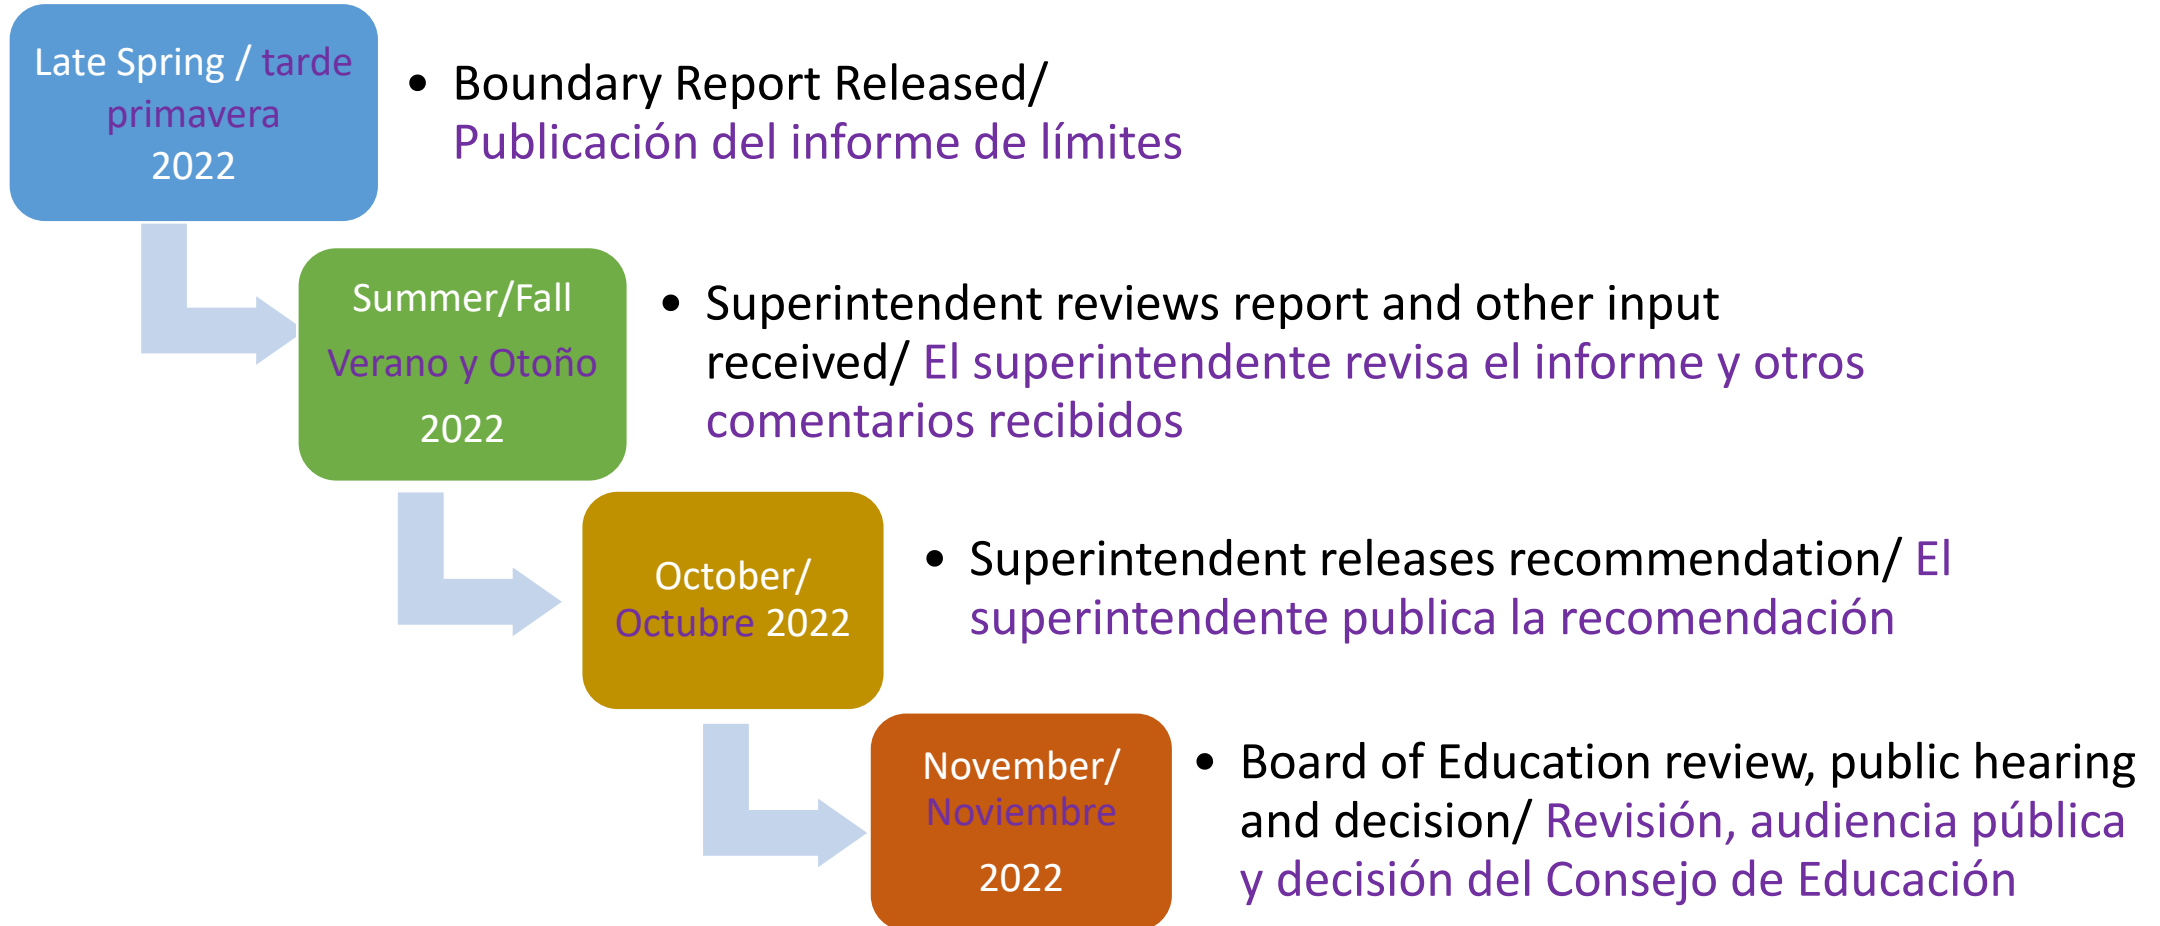 Late Spring / tarde
primavera
2022
• Boundary Report Released/
Publicación del informe de límites
Summer/Fall
Verano y Otoño
2022
• Superintendent reviews report and other input
received/ El superintendente revisa el informe y otros
comentarios recibidos
October/
Octubre 2022
• Superintendent releases recommendation/ El
superintendente publica la recomendación
November/
Noviembre
2022
• Board of Education review, public hearing
and decision/ Revisión, audiencia pública
y decisión del Consejo de Educación